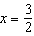 x = 3/2